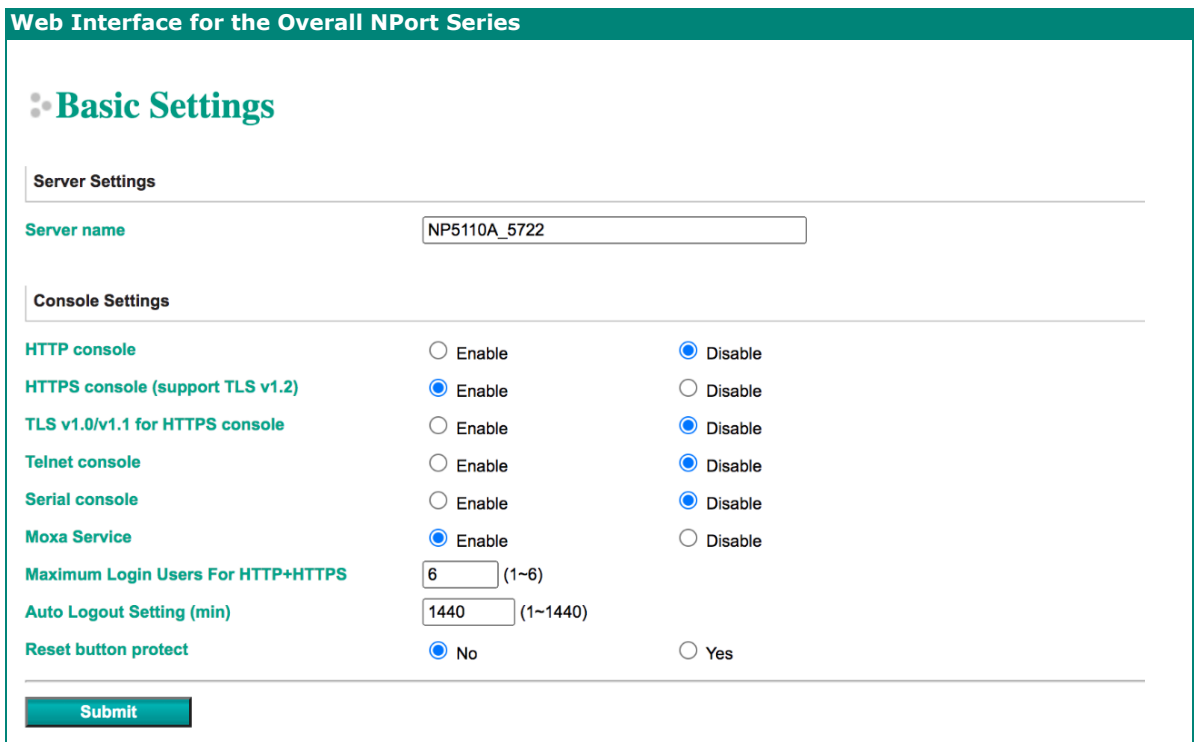 Web Interface for the Overall NPort Series
Basic Settings
Server Settings
Server name NP5110A_5722
Console Settings
HTTP console Enable Disable
HTTPS console (support TLS v1.2) Enable Disable
TLS v1.0/v1.1 for HTTPS console Enable Disable
Telnet console Enable Disable
Serial console Enable Disable
Moxa Service Enable Disable
Maximum Login Users For HTTP+HTTPS 6 (1~6)
Auto Logout Setting (min) 1440 (1~1440)
Reset button protect No Yes
Submit